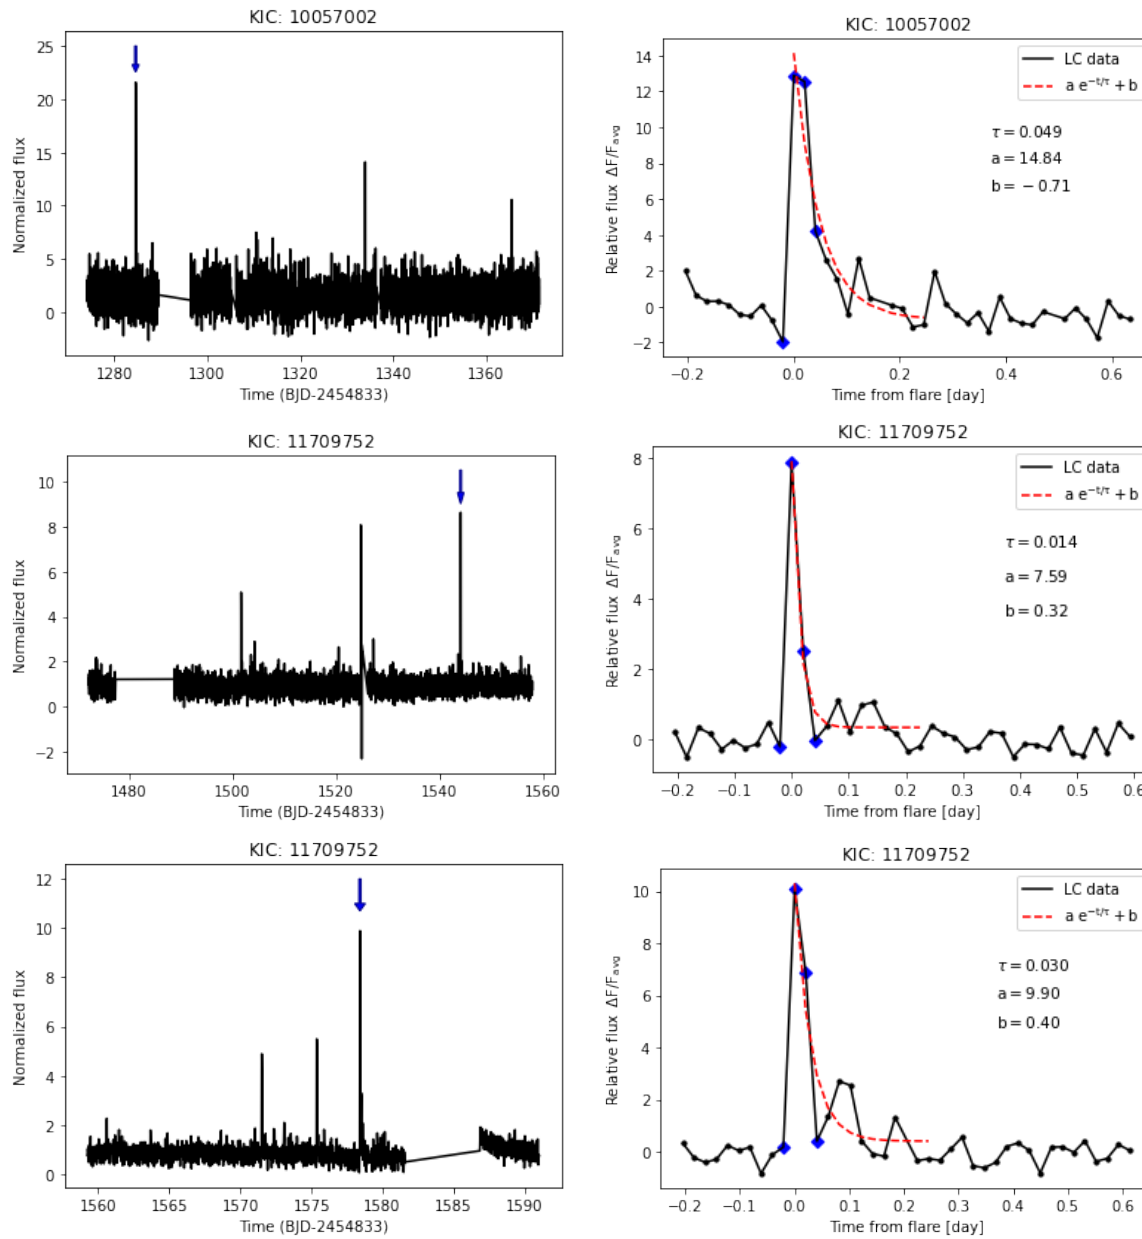 KIC: 10057002
Normalized flux
25
20
15
10
5
0
1280 1300 1320 1340 1360
Time (BJD-2454833)
KIC: 10057002
Relative flux ΔF/F_avg
14
12
10
8
6
4
2
0
−2
LC data
a e^{−t/τ} + b
τ = 0.049
a = 14.84
b = − 0.71
−0.2 0.0 0.2 0.4 0.6
Time from flare [day]
KIC: 11709752
Normalized flux
10
8
6
4
2
0
−2
1480 1500 1520 1540 1560
Time (BJD-2454833)
KIC: 11709752
Relative flux ΔF/F_avg
8
6
4
2
0
LC data
a e^{−t/τ} + b
τ = 0.014
a = 7.59
b = 0.32
−0.2 −0.1 0.0 0.1 0.2 0.3 0.4 0.5 0.6
Time from flare [day]
KIC: 11709752
Normalized flux
12
10
8
6
4
2
0
1560 1565 1570 1575 1580 1585 1590
Time (BJD-2454833)
KIC: 11709752
Relative flux ΔF/F_avg
10
8
6
4
2
0
LC data
a e^{−t/τ} + b
τ = 0.030
a = 9.90
b = 0.40
−0.2 −0.1 0.0 0.1 0.2 0.3 0.4 0.5 0.6
Time from flare [day]